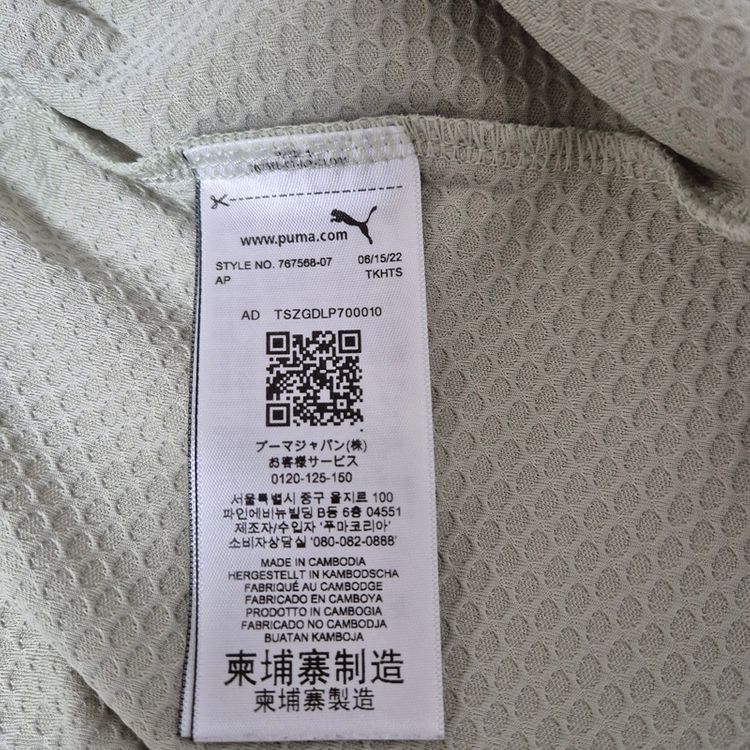 www.puma.com
STYLE NO. 767568-07 06/15/22
AP TKHTS
AD TSZGDLP700010
プーマジャパン(株)
お客様サービス
0120-125-150
서울특별시 중구 을지로 100
파인에비뉴빌딩 B동 6층 04551
제조자/수입자 '푸마코리아'
소비자상담실 '080-082-0888'
MADE IN CAMBODIA
HERGESTELLT IN KAMBODSCHA
FABRIQUÉ AU CAMBODGE
FABRICADO EN CAMBOYA
PRODOTTO IN CAMBOGIA
FABRICADO NO CAMBODJA
BUATAN KAMBOJA
柬埔寨制造
柬埔寨製造